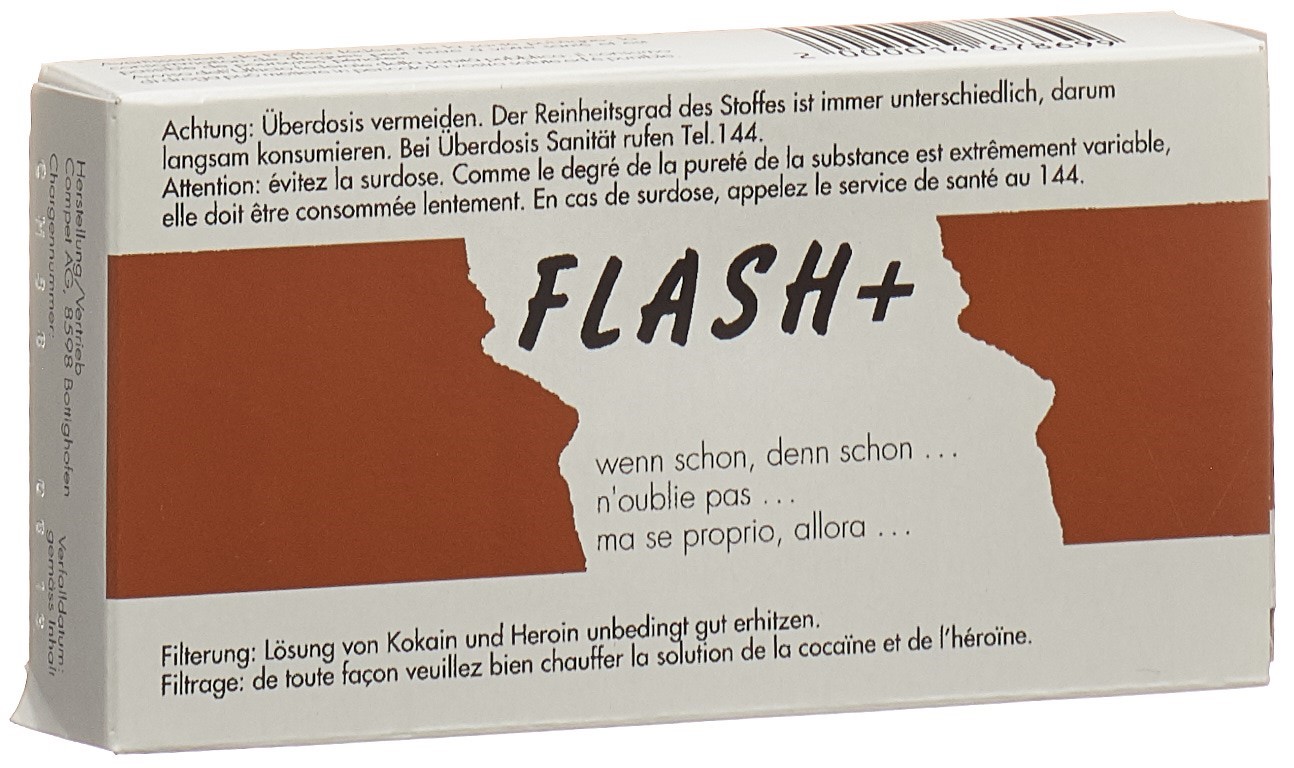 2 000014 678699
Achtung: Überdosis vermeiden. Der Reinheitsgrad des Stoffes ist immer unterschiedlich, darum
langsam konsumieren. Bei Überdosis Sanität rufen Tel.144.
Attention: évitez la surdose. Comme le degré de la pureté de la substance est extrêmement variable,
elle doit être consommée lentement. En cas de surdose, appelez le service de santé au 144.
FLASH+
wenn schon, denn schon ...
n'oublie pas ...
ma se proprio, allora ...
Filterung: Lösung von Kokain und Heroin unbedingt gut erhitzen.
Filtrage: de toute façon veuillez bien chauffer la solution de la cocaïne et de l'héroïne.
Herstellung/Vertrieb
Compet AG, 8598 Bottighofen
Chargennummer:
Verfalldatum:
gemäss Inhalt